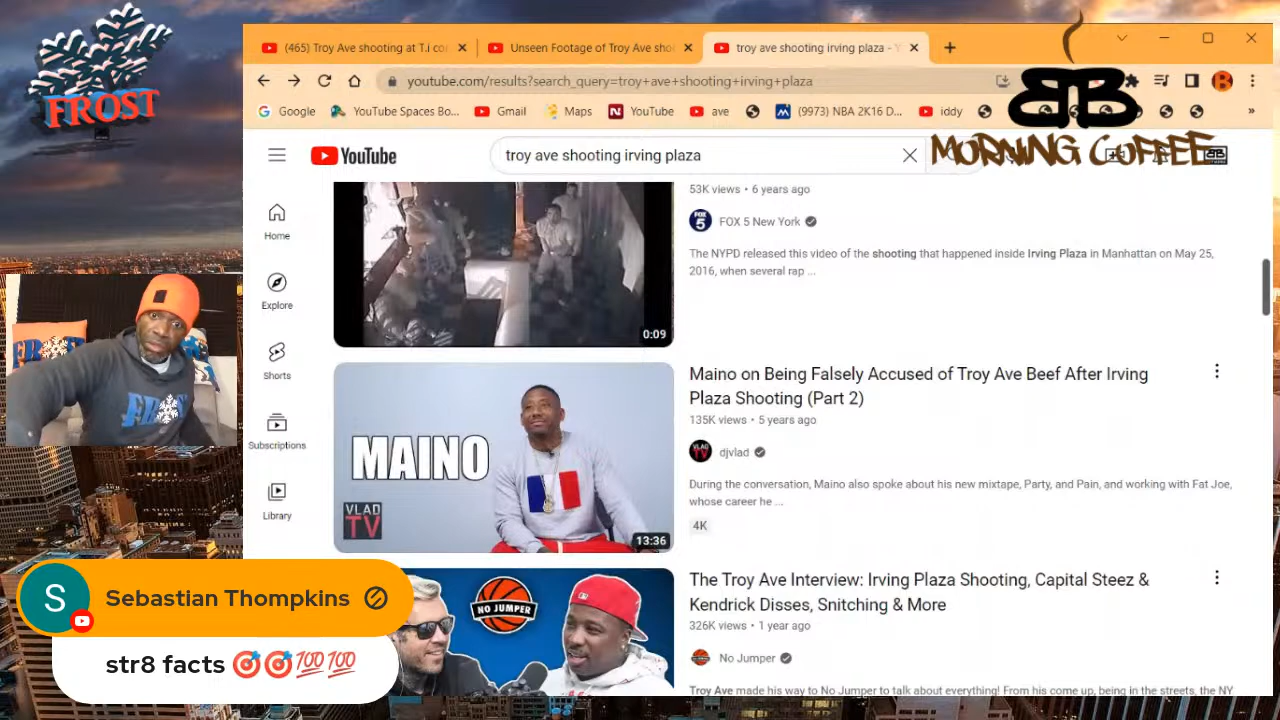 FROST
(465) Troy Ave shooting at T.i co
Unseen Footage of Troy Ave sho
troy ave shooting irving plaza - Y
youtube.com/results?search_query=troy+ave+shooting+irving+plaza
B
Google
YouTube Spaces Bo...
Gmail
Maps
YouTube
ave
(9973) NBA 2K16 D...
iddy
»
BB
MORNING COFFEE
YouTube
troy ave shooting irving plaza
Home
Explore
Shorts
Subscriptions
Library
0:09
53K views • 6 years ago
FOX 5 New York
The NYPD released this video of the shooting that happened inside Irving Plaza in Manhattan on May 25,
2016, when several rap ...
MAINO
VLAD
TV
13:36
Maino on Being Falsely Accused of Troy Ave Beef After Irving
Plaza Shooting (Part 2)
135K views • 5 years ago
djvlad
During the conversation, Maino also spoke about his new mixtape, Party, and Pain, and working with Fat Joe,
whose career he ...
4K
NO JUMPER
The Troy Ave Interview: Irving Plaza Shooting, Capital Steez &
Kendrick Disses, Snitching & More
326K views • 1 year ago
No Jumper
Troy Ave made his way to No Jumper to talk about everything! From his come up, being in the streets, the NY
S
Sebastian Thompkins
str8 facts 🎯🎯💯💯